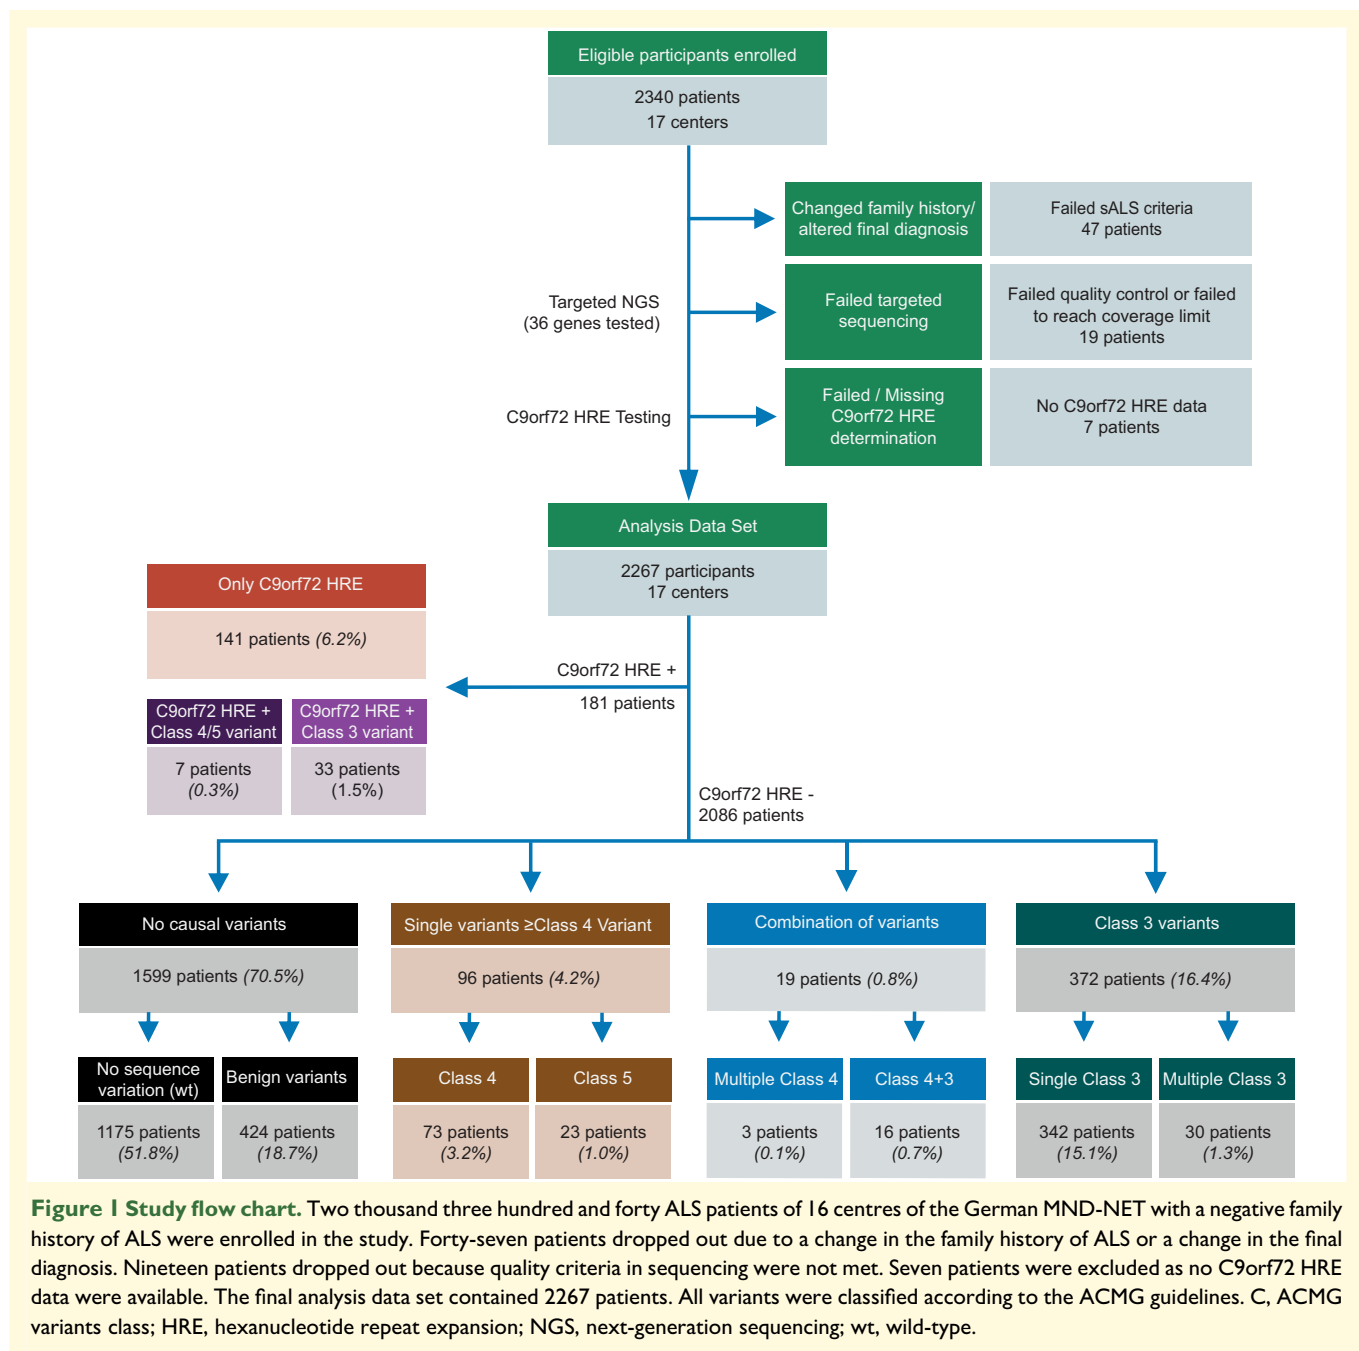 Eligible participants enrolled
2340 patients
17 centers
Changed family history/
altered final diagnosis
Failed sALS criteria
47 patients
Targeted NGS
(36 genes tested)
Failed targeted
sequencing
Failed quality control or failed
to reach coverage limit
19 patients
C9orf72 HRE Testing
Failed / Missing
C9orf72 HRE
determination
No C9orf72 HRE data
7 patients
Analysis Data Set
2267 participants
17 centers
Only C9orf72 HRE
141 patients (6.2%)
C9orf72 HRE +
181 patients
C9orf72 HRE +
Class 4/5 variant
7 patients
(0.3%)
C9orf72 HRE +
Class 3 variant
33 patients
(1.5%)
C9orf72 HRE -
2086 patients
No causal variants
1599 patients (70.5%)
Single variants ≥Class 4 Variant
96 patients (4.2%)
Combination of variants
19 patients (0.8%)
Class 3 variants
372 patients (16.4%)
No sequence
variation (wt)
1175 patients
(51.8%)
Benign variants
424 patients
(18.7%)
Class 4
73 patients
(3.2%)
Class 5
23 patients
(1.0%)
Multiple Class 4
3 patients
(0.1%)
Class 4+3
16 patients
(0.7%)
Single Class 3
342 patients
(15.1%)
Multiple Class 3
30 patients
(1.3%)
Figure 1 Study flow chart. Two thousand three hundred and forty ALS patients of 16 centres of the German MND-NET with a negative family
history of ALS were enrolled in the study. Forty-seven patients dropped out due to a change in the family history of ALS or a change in the final
diagnosis. Nineteen patients dropped out because quality criteria in sequencing were not met. Seven patients were excluded as no C9orf72 HRE
data were available. The final analysis data set contained 2267 patients. All variants were classified according to the ACMG guidelines. C, ACMG
variants class; HRE, hexanucleotide repeat expansion; NGS, next-generation sequencing; wt, wild-type.